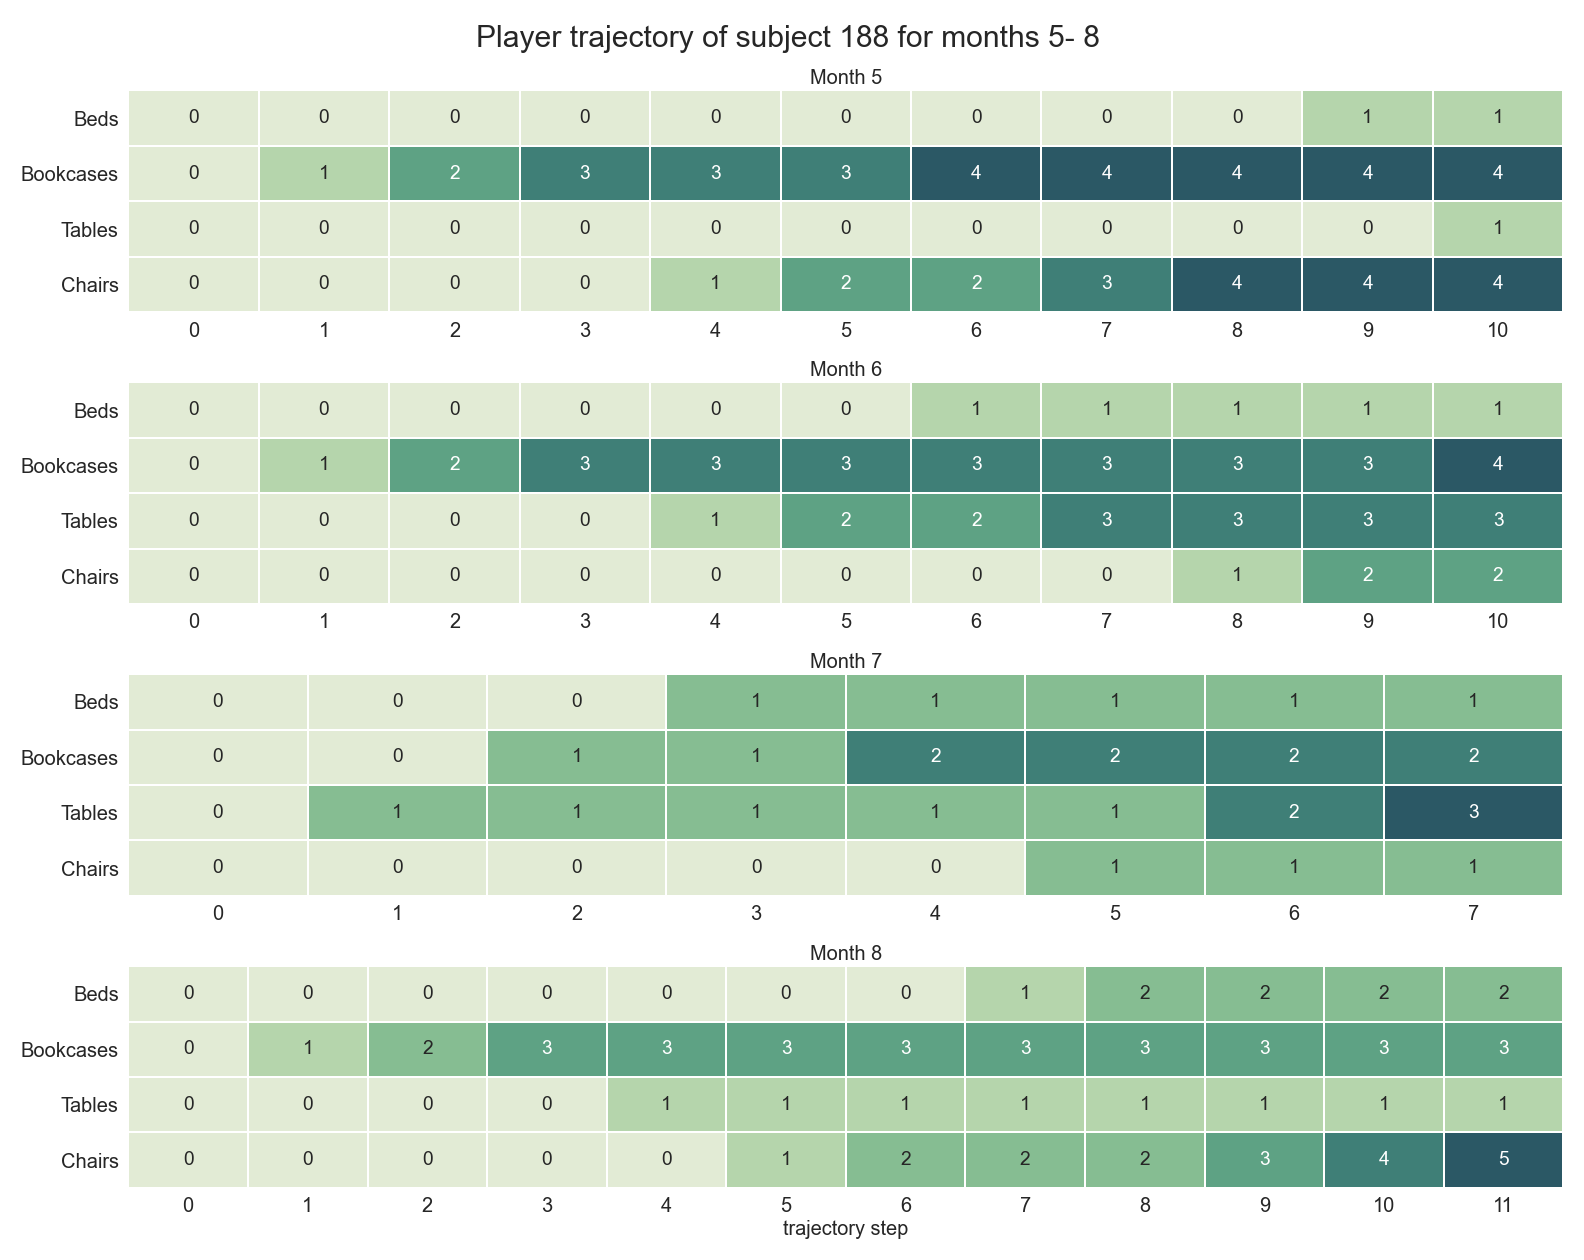 Player trajectory of subject 188 for months 5- 8
Month 5
Beds 0 0 0 0 0 0 0 0 0 1 1
Bookcases 0 1 2 3 3 3 4 4 4 4 4
Tables 0 0 0 0 0 0 0 0 0 0 1
Chairs 0 0 0 0 1 2 2 3 4 4 4
0 1 2 3 4 5 6 7 8 9 10
Month 6
Beds 0 0 0 0 0 0 1 1 1 1 1
Bookcases 0 1 2 3 3 3 3 3 3 3 4
Tables 0 0 0 0 1 2 2 3 3 3 3
Chairs 0 0 0 0 0 0 0 0 1 2 2
0 1 2 3 4 5 6 7 8 9 10
Month 7
Beds 0 0 0 1 1 1 1 1
Bookcases 0 0 1 1 2 2 2 2
Tables 0 1 1 1 1 1 2 3
Chairs 0 0 0 0 0 1 1 1
0 1 2 3 4 5 6 7
Month 8
Beds 0 0 0 0 0 0 0 1 2 2 2 2
Bookcases 0 1 2 3 3 3 3 3 3 3 3 3
Tables 0 0 0 0 1 1 1 1 1 1 1 1
Chairs 0 0 0 0 0 1 2 2 2 3 4 5
0 1 2 3 4 5 6 7 8 9 10 11
trajectory step